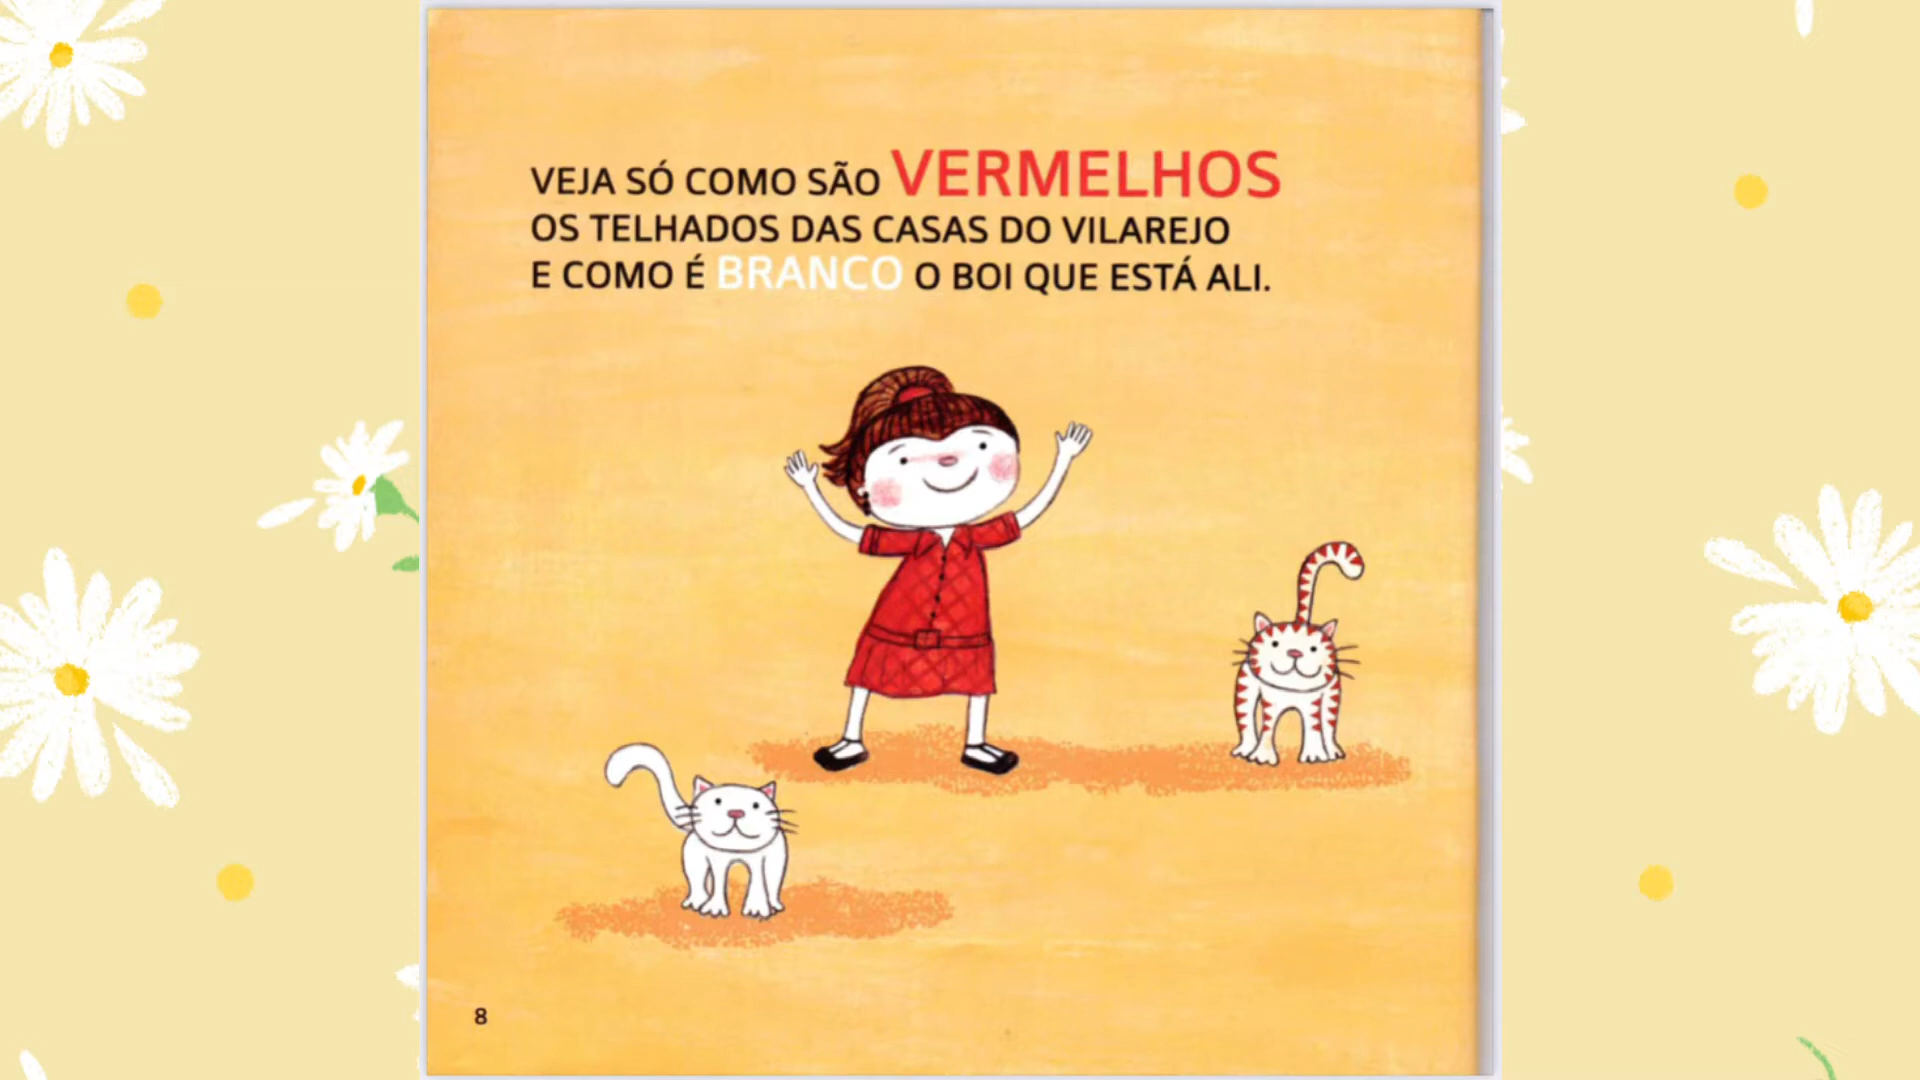 VEJA SÓ COMO SÃO VERMELHOS
OS TELHADOS DAS CASAS DO VILAREJO
E COMO É BRANCO O BOI QUE ESTÁ ALI.
8